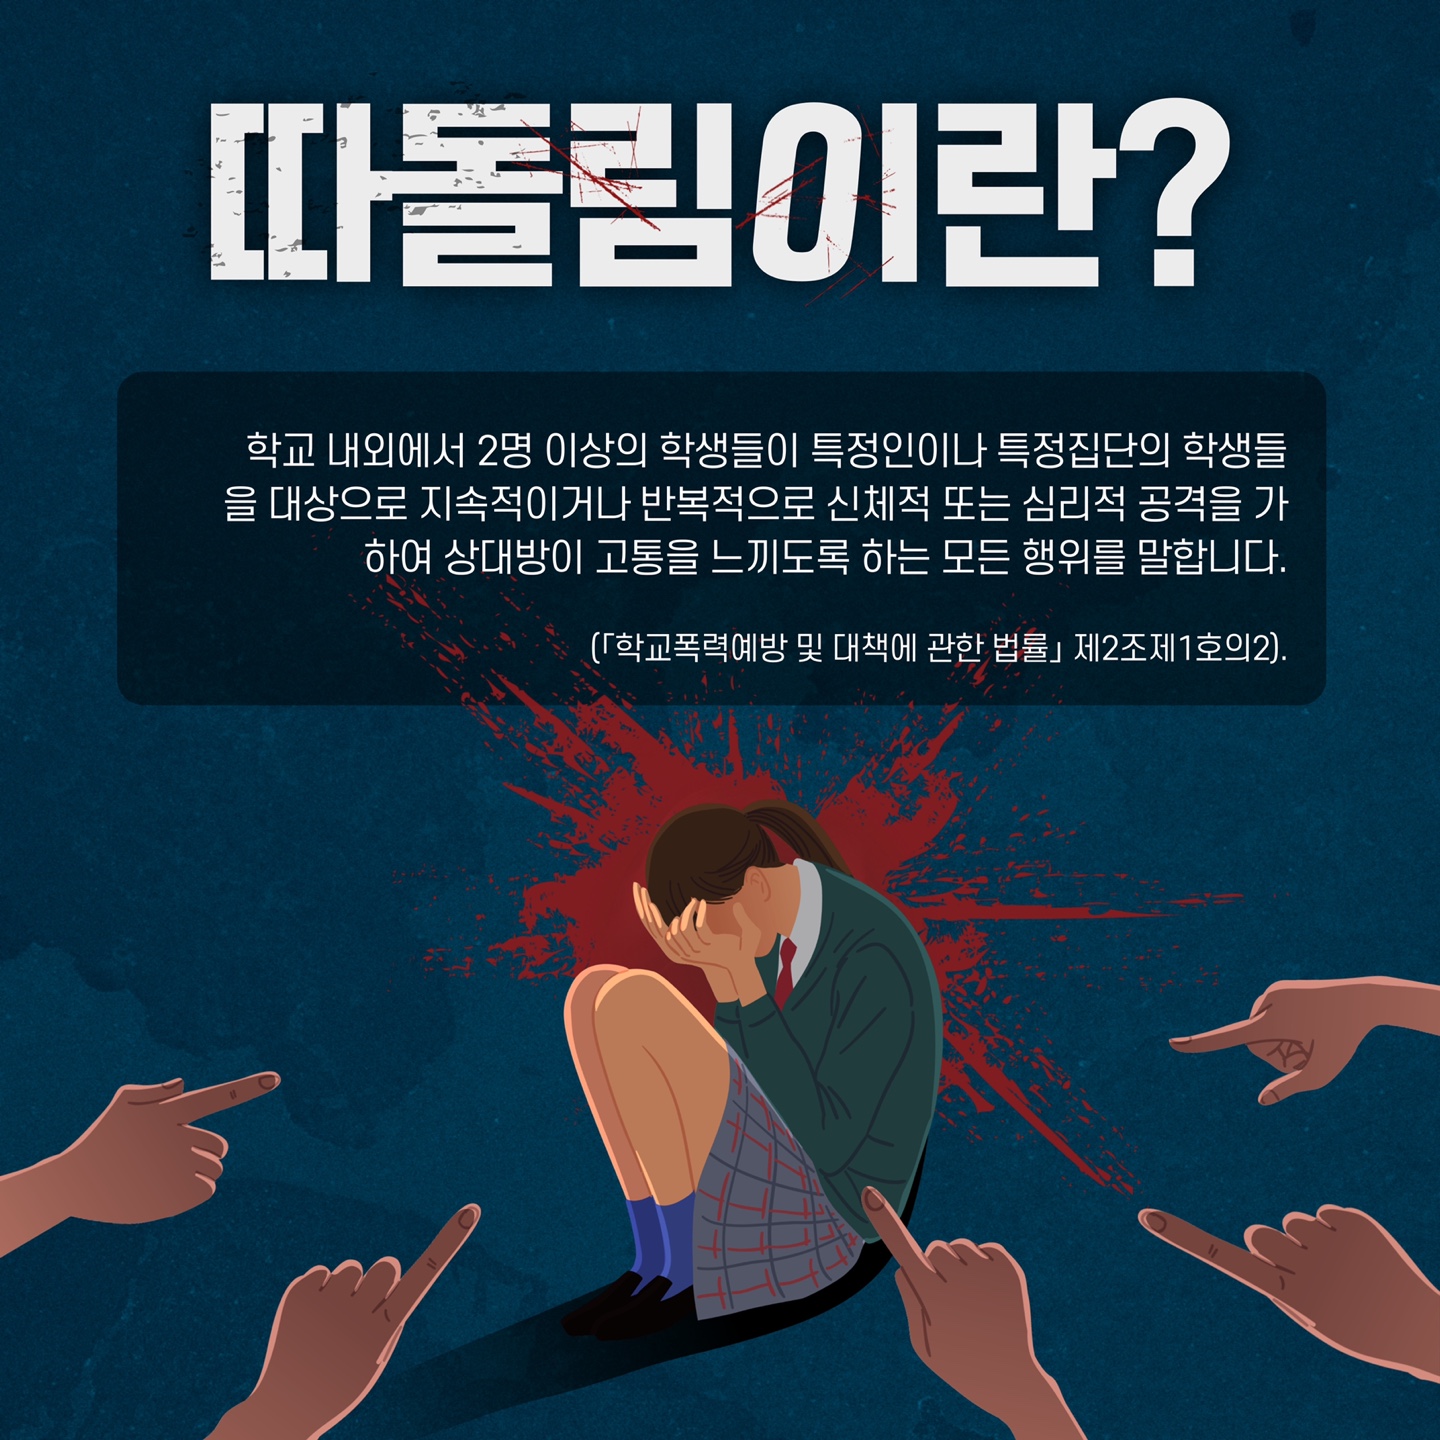 따돌림이란?
학교 내외에서 2명 이상의 학생들이 특정인이나 특정집단의 학생들
을 대상으로 지속적이거나 반복적으로 신체적 또는 심리적 공격을 가
하여 상대방이 고통을 느끼도록 하는 모든 행위를 말합니다.
(「학교폭력예방 및 대책에 관한 법률」 제2조제1호의2).